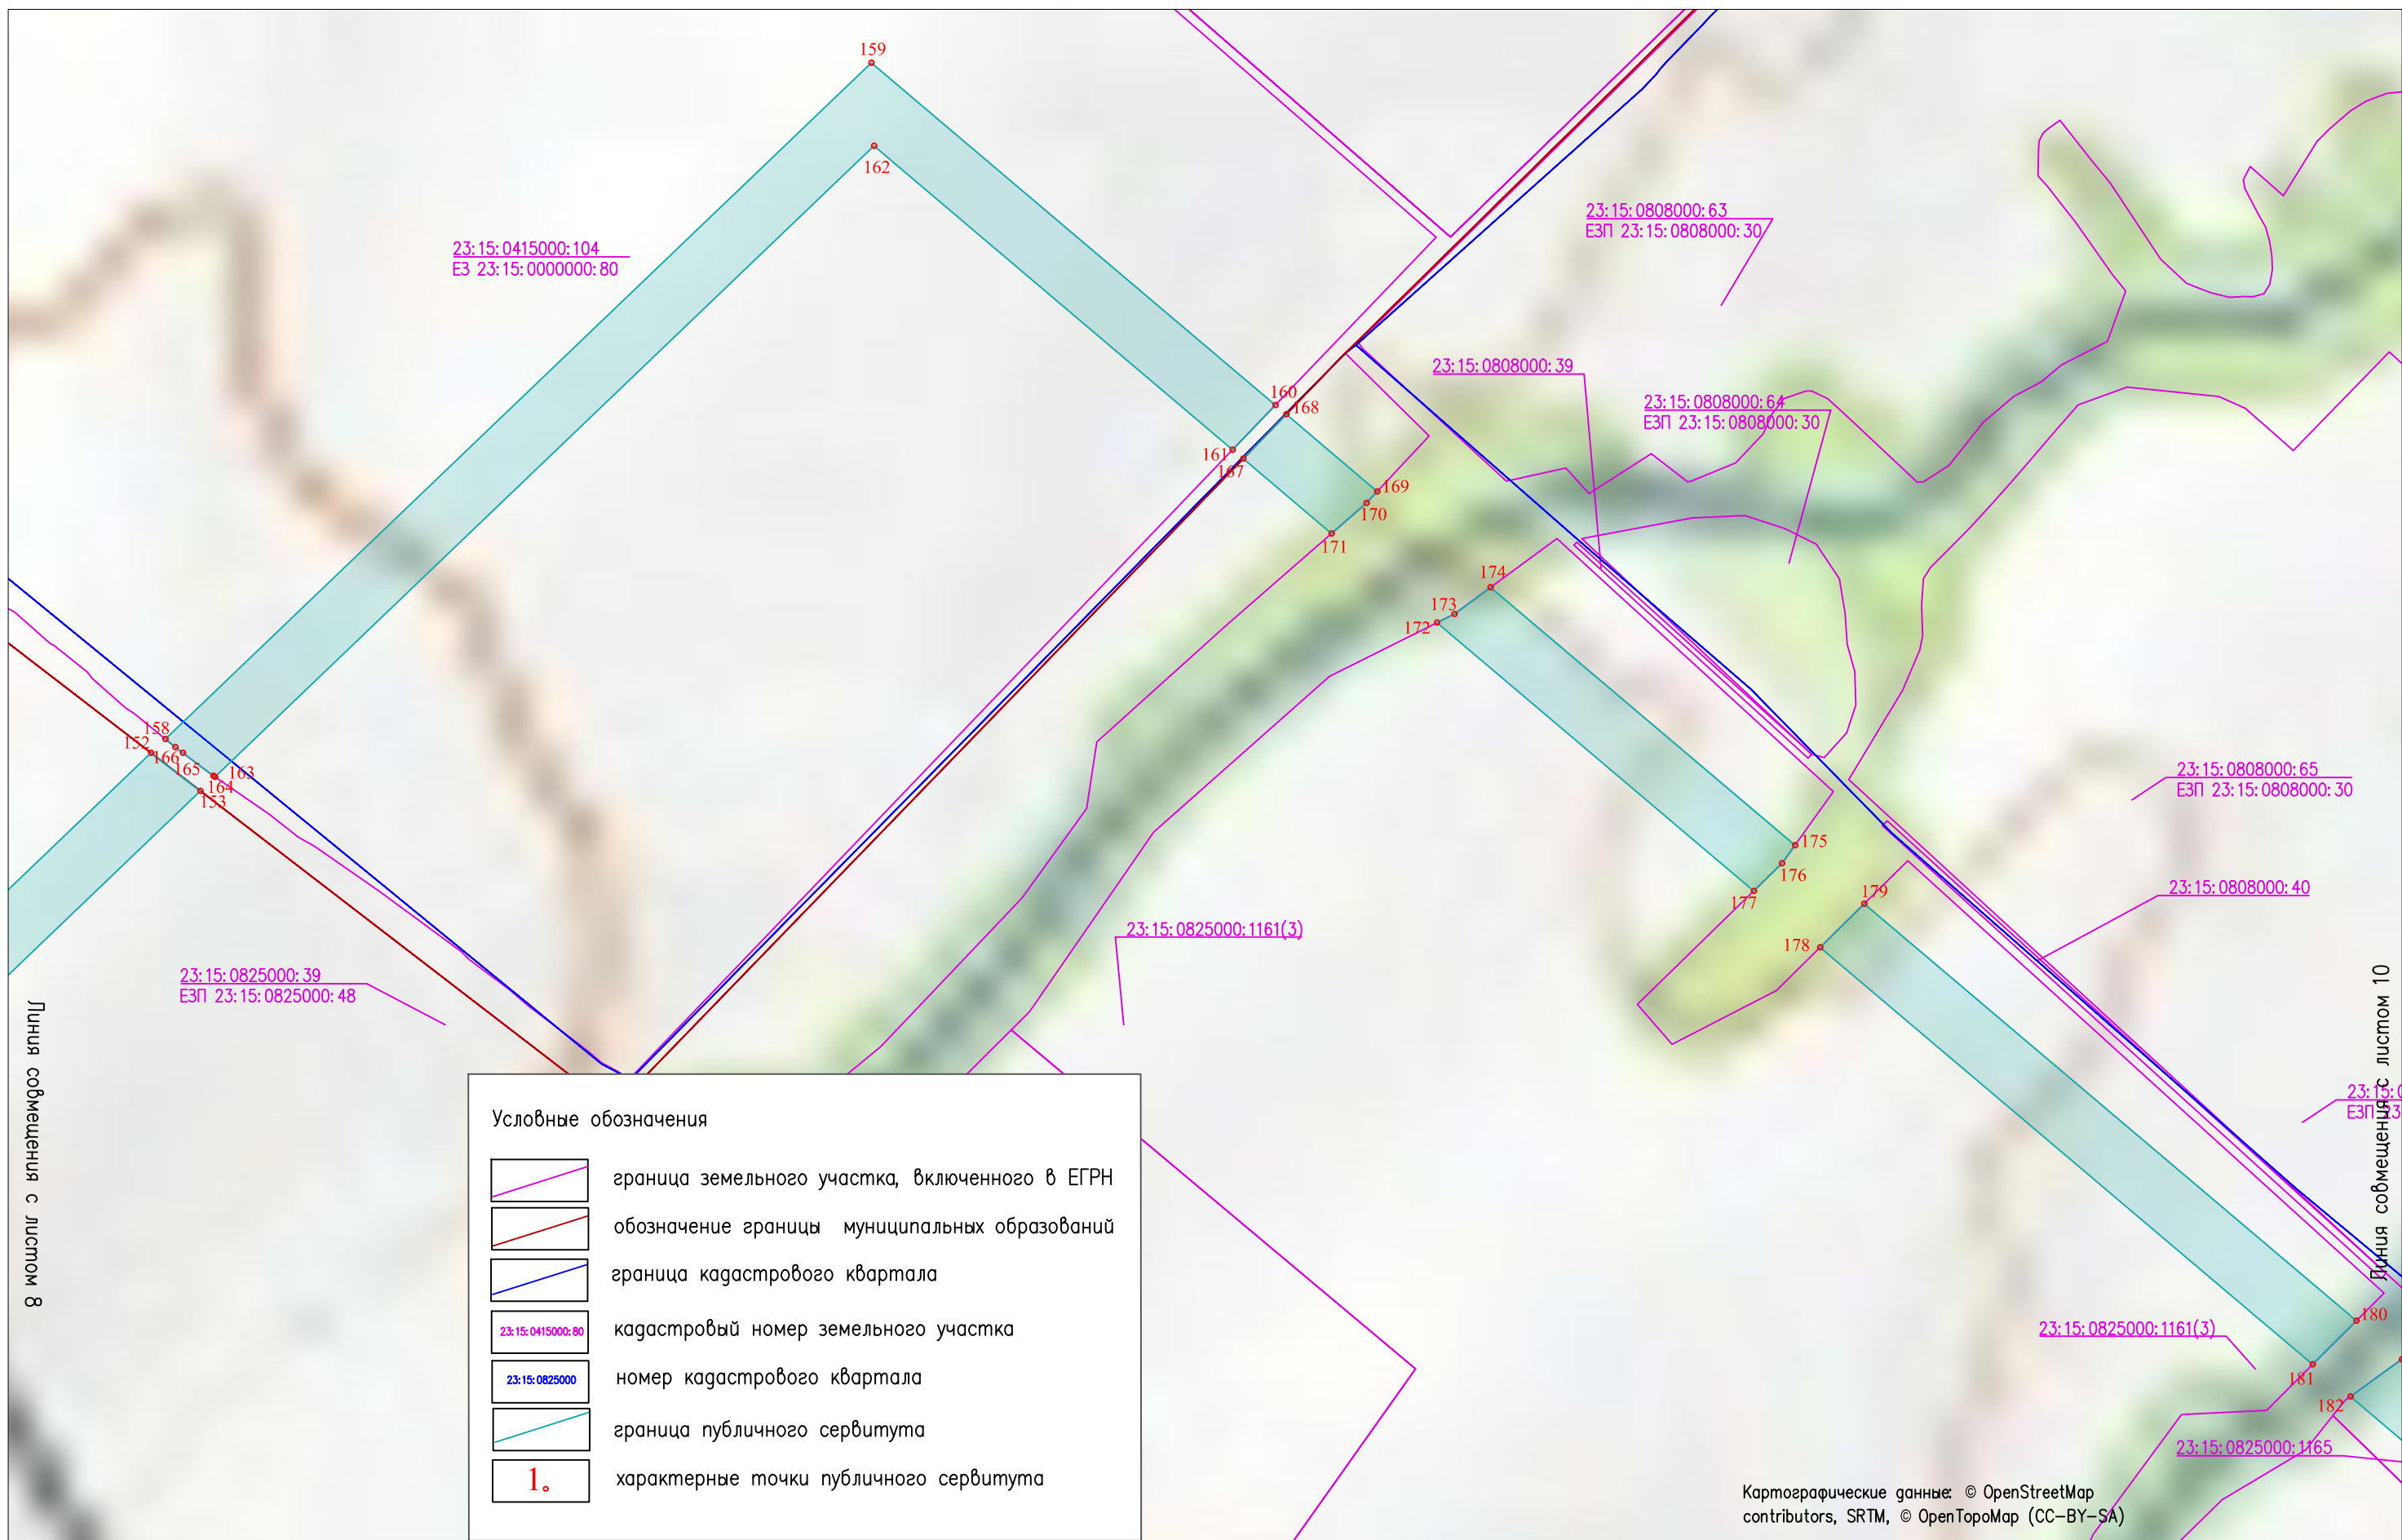 159
162
23:15:0808000:63
ЕЗП 23:15:0808000:30
23:15:0415000:104
ЕЗ 23:15:0000000:80
23:15:0808000:39
160
168
23:15:0808000:64
ЕЗП 23:15:0808000:30
161
167
169
170
171
174
173
172
158
152
166
165
163
164
153
23:15:0808000:65
ЕЗП 23:15:0808000:30
175
176
177
179
23:15:0808000:40
178
23:15:0825000:1161(3)
23:15:0825000:39
ЕЗП 23:15:0825000:48
Линия совмещения с листом 8
Линия совмещения с листом 10
23:15:0
ЕЗП 23
Условные обозначения
граница земельного участка, включенного в ЕГРН
обозначение границы муниципальных образований
граница кадастрового квартала
23:15:0415000:80 кадастровый номер земельного участка
23:15:0825000 номер кадастрового квартала
граница публичного сервитута
1. характерные точки публичного сервитута
180
23:15:0825000:1161(3)
181
182
23:15:0825000:1165
Картографические данные: © OpenStreetMap
contributors, SRTM, © OpenTopoMap (CC-BY-SA)